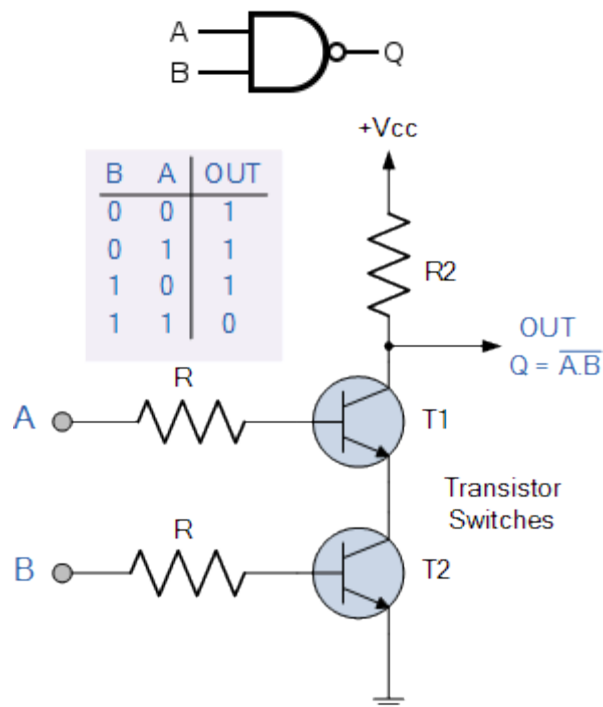 A
B
Q
+Vcc
B A OUT
0 0 1
0 1 1
1 0 1
1 1 0
R2
OUT
Q = A.B
R
A
T1
Transistor
Switches
R
B
T2